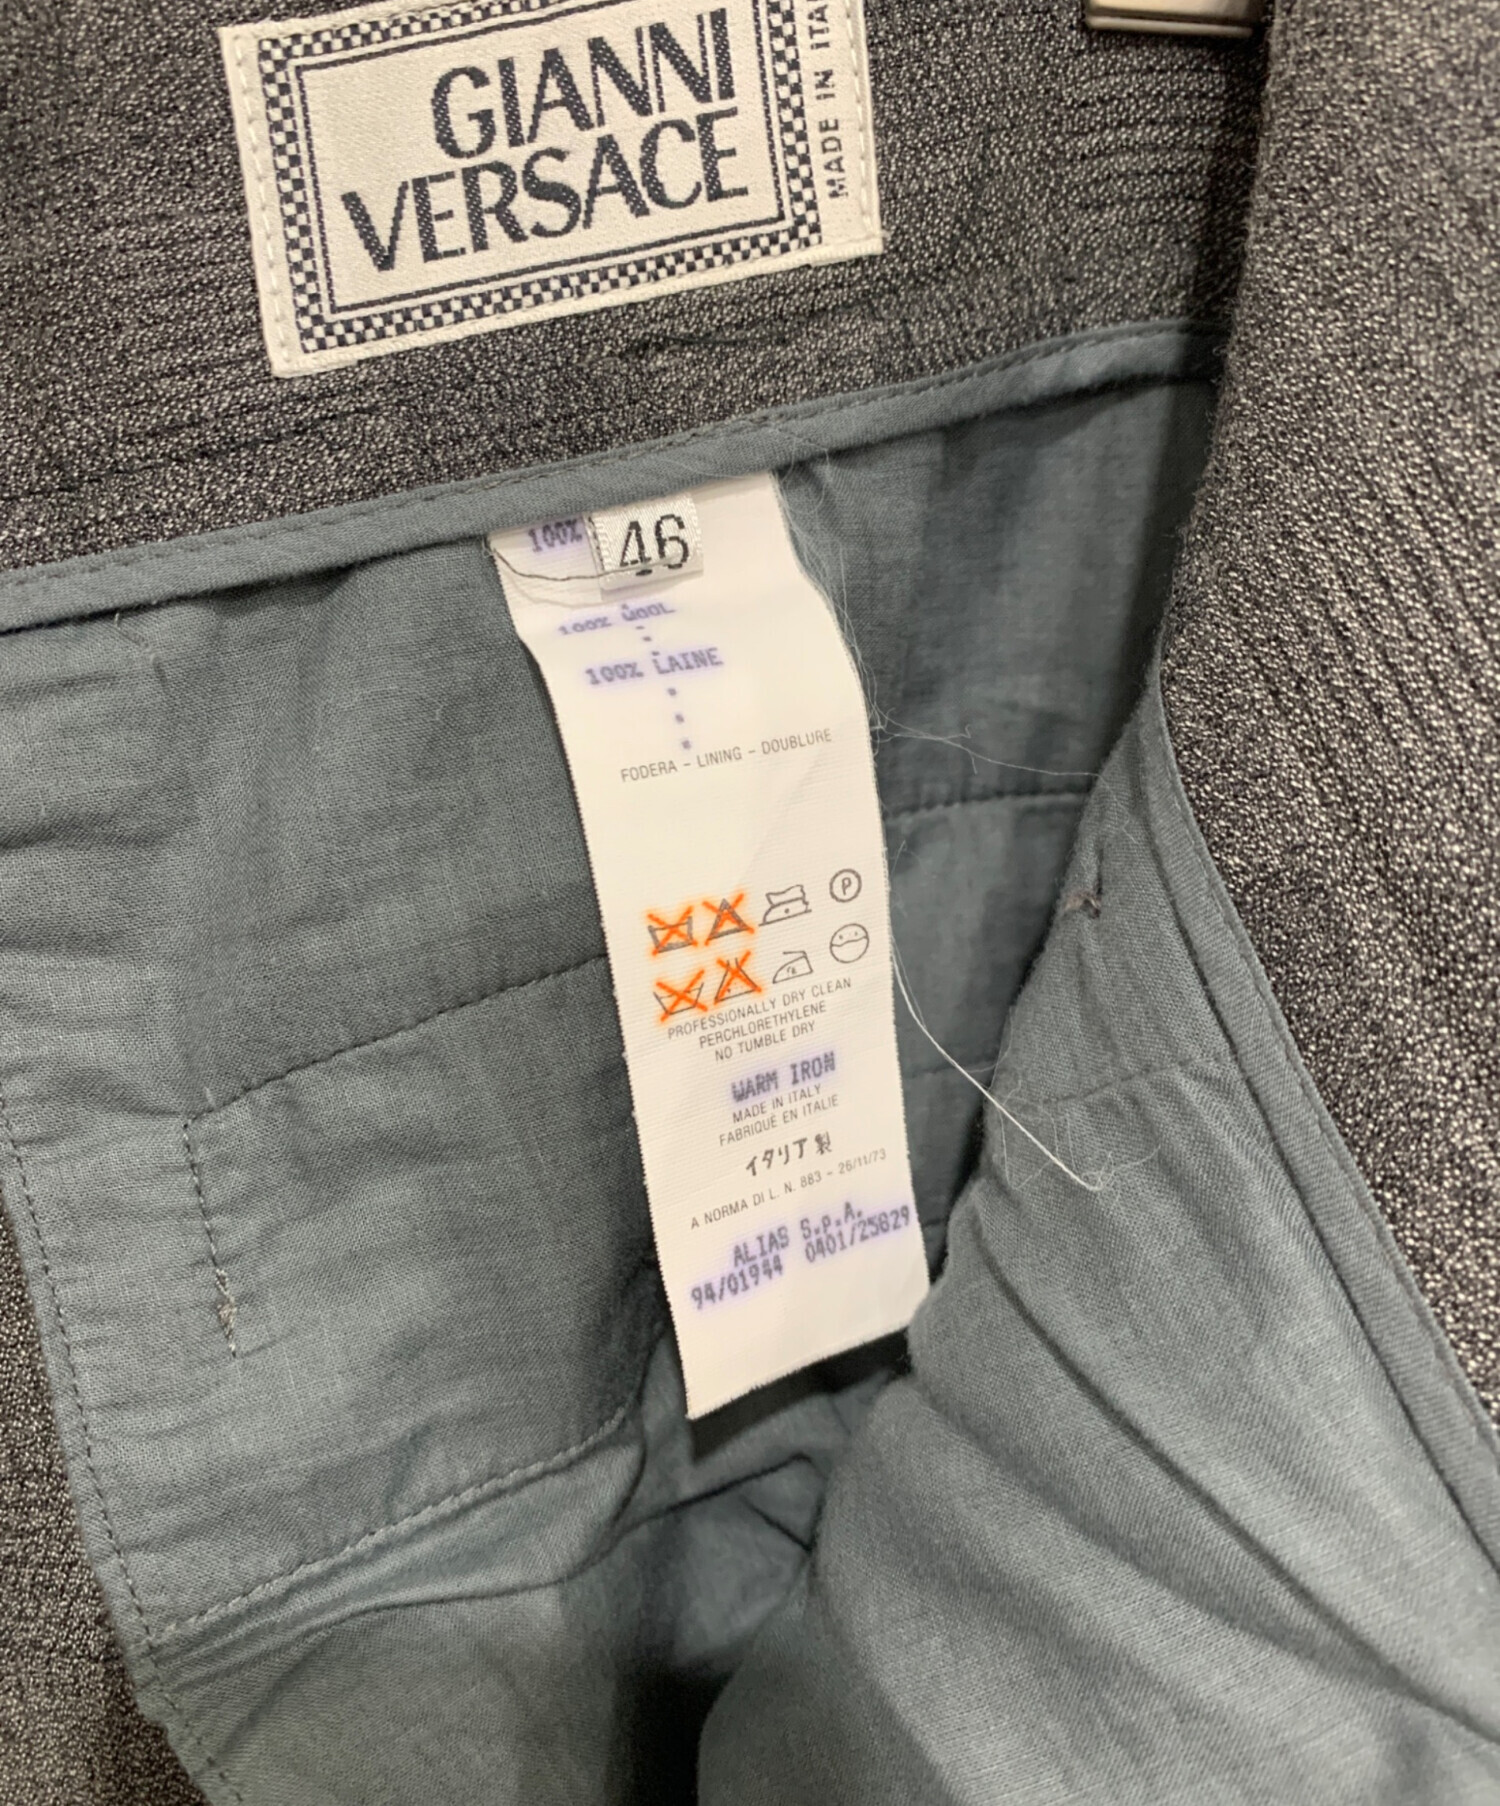 GIANNI
VERSACE
MADE IN ITA
100%
46
100% WOOL
100% LAINE
FODERA - LINING - DOUBLURE
P
PROFESSIONALLY DRY CLEAN
PERCHLORETHYLENE
NO TUMBLE DRY
WARM IRON
MADE IN ITALY
FABRIQUÉ EN ITALIE
イタリア製
A NORMA DI L. N. 883 - 26/11/73
ALIAS S.P.A.
94/01944 0401/25829